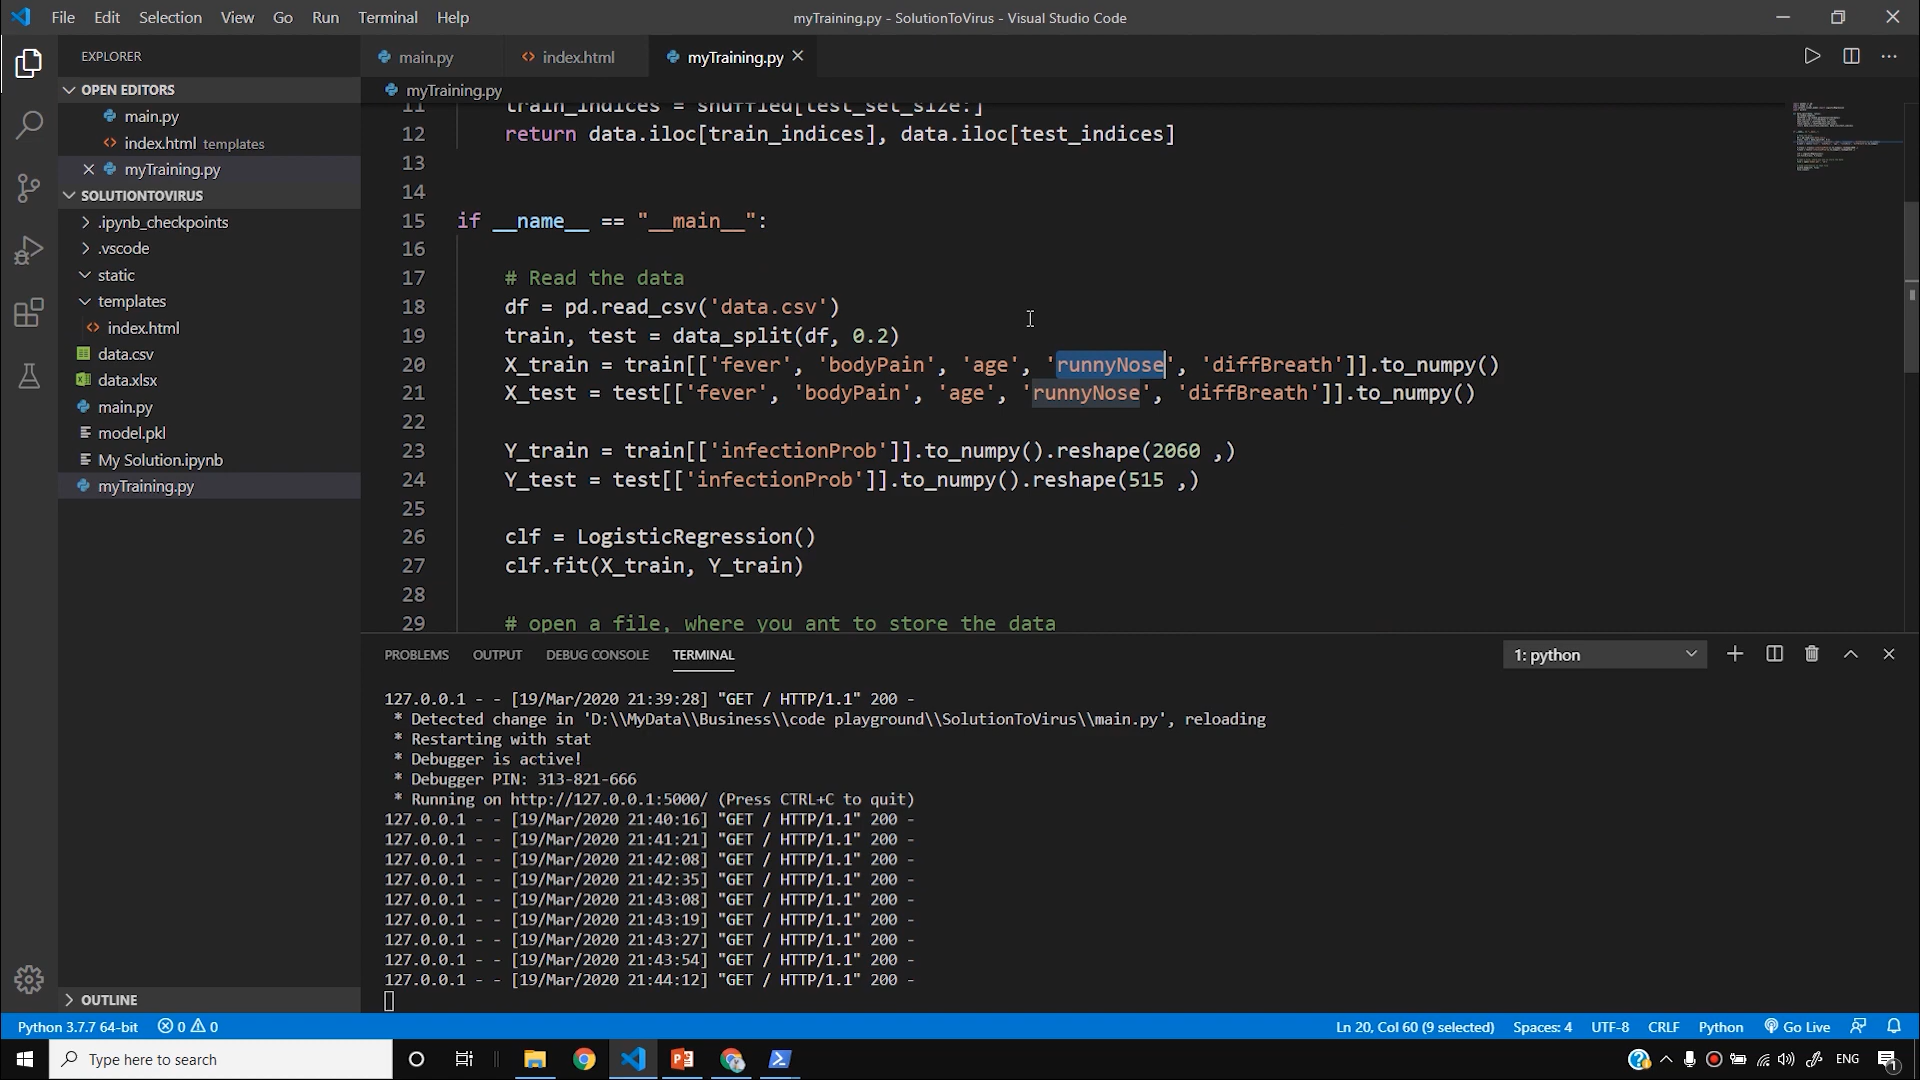 File Edit Selection View Go Run Terminal Help
myTraining.py - SolutionToVirus - Visual Studio Code
EXPLORER
OPEN EDITORS
main.py
index.html templates
myTraining.py
SOLUTIONTOVIRUS
.ipynb_checkpoints
.vscode
static
templates
index.html
data.csv
data.xlsx
main.py
model.pkl
My Solution.ipynb
myTraining.py
OUTLINE
main.py index.html myTraining.py
myTraining.py
11 train_indices = shuffled[test_set_size:]
12 return data.iloc[train_indices], data.iloc[test_indices]
13
14
15 if __name__ == "__main__":
16
17 # Read the data
18 df = pd.read_csv('data.csv')
19 train, test = data_split(df, 0.2)
20 X_train = train[['fever', 'bodyPain', 'age', 'runnyNose', 'diffBreath']].to_numpy()
21 X_test = test[['fever', 'bodyPain', 'age', 'runnyNose', 'diffBreath']].to_numpy()
22
23 Y_train = train[['infectionProb']].to_numpy().reshape(2060 ,)
24 Y_test = test[['infectionProb']].to_numpy().reshape(515 ,)
25
26 clf = LogisticRegression()
27 clf.fit(X_train, Y_train)
28
29 # open a file, where you ant to store the data
PROBLEMS OUTPUT DEBUG CONSOLE TERMINAL
1: python
127.0.0.1 - - [19/Mar/2020 21:39:28] "GET / HTTP/1.1" 200 -
* Detected change in 'D:\\MyData\\Business\\code playground\\SolutionToVirus\\main.py', reloading
* Restarting with stat
* Debugger is active!
* Debugger PIN: 313-821-666
* Running on http://127.0.0.1:5000/ (Press CTRL+C to quit)
127.0.0.1 - - [19/Mar/2020 21:40:16] "GET / HTTP/1.1" 200 -
127.0.0.1 - - [19/Mar/2020 21:41:21] "GET / HTTP/1.1" 200 -
127.0.0.1 - - [19/Mar/2020 21:42:08] "GET / HTTP/1.1" 200 -
127.0.0.1 - - [19/Mar/2020 21:42:35] "GET / HTTP/1.1" 200 -
127.0.0.1 - - [19/Mar/2020 21:43:08] "GET / HTTP/1.1" 200 -
127.0.0.1 - - [19/Mar/2020 21:43:19] "GET / HTTP/1.1" 200 -
127.0.0.1 - - [19/Mar/2020 21:43:27] "GET / HTTP/1.1" 200 -
127.0.0.1 - - [19/Mar/2020 21:43:54] "GET / HTTP/1.1" 200 -
127.0.0.1 - - [19/Mar/2020 21:44:12] "GET / HTTP/1.1" 200 -
Python 3.7.7 64-bit 0 0 Ln 20, Col 60 (9 selected) Spaces: 4 UTF-8 CRLF Python Go Live
Type here to search
ENG
1